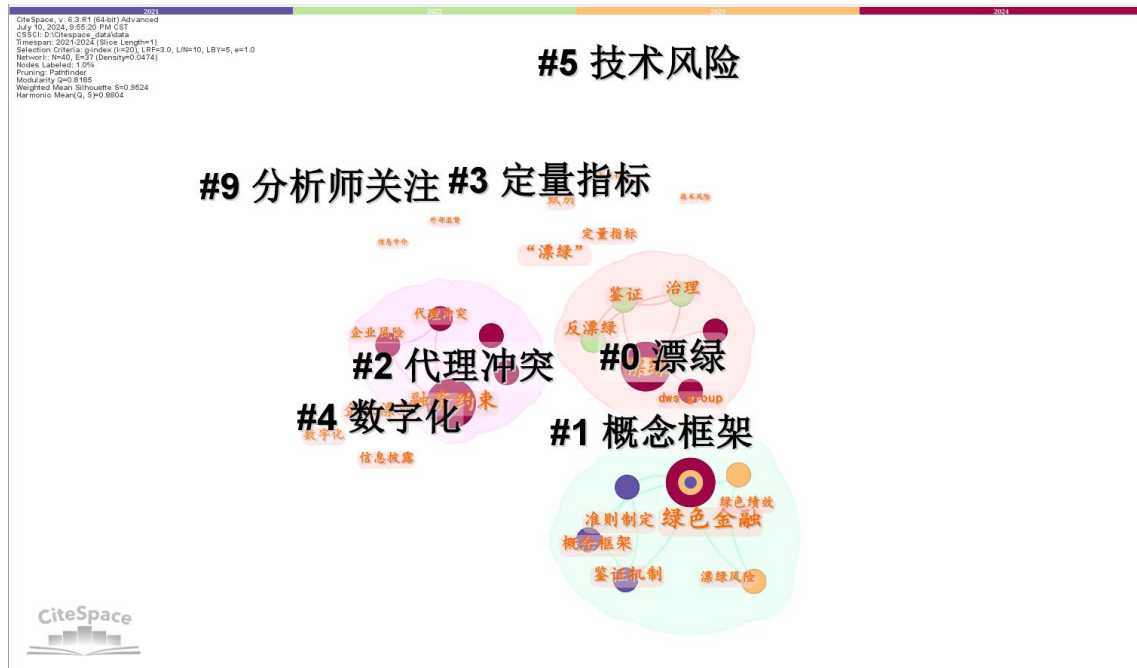 2021 2022 2023 2024
CiteSpace, v. 6.3.R1 (64-bit) Advanced
July 10, 2024, 9:55:20 PM CST
CSSCI: D:\Citespace_data\data
Timespan: 2021-2024 (Slice Length=1)
Selection Criteria: g-index (k=20), LRF=3.0, L/N=10, LBY=5, e=1.0
Network: N=40, E=37 (Density=0.0474)
Nodes Labeled: 1.0%
Pruning: Pathfinder
Modularity Q=0.8185
Weighted Mean Silhouette S=0.9524
Harmonic Mean(Q, S)=0.8804
#5 技术风险
#9 分析师关注
#3 定量指标
甄别
技术风险
外部监督
信息中介
定量指标
“漂绿”
鉴证
治理
代理冲突
企业风险
反漂绿
#0 漂绿
#2 代理冲突
dws group
融资约束
#4 数字化
数字化
#1 概念框架
信息披露
绿色绩效
准则制定
绿色金融
概念框架
鉴证机制
漂绿风险
CiteSpace